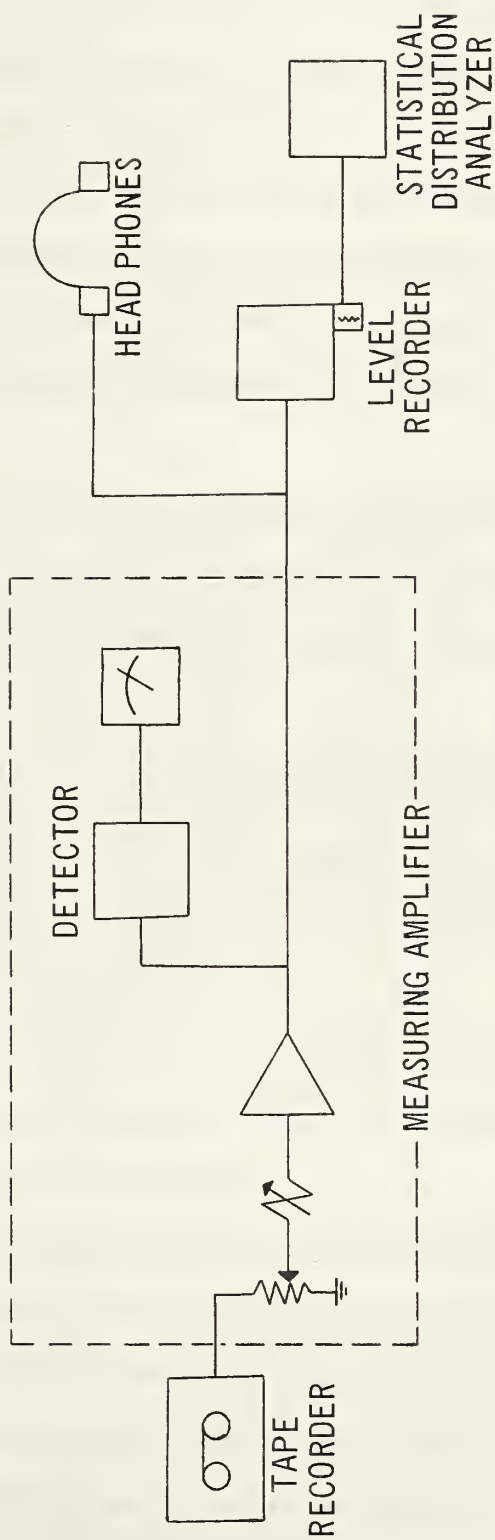 TAPE
RECORDER
DETECTOR
MEASURING AMPLIFIER
HEAD PHONES
LEVEL
RECORDER
STATISTICAL
DISTRIBUTION
ANALYZER